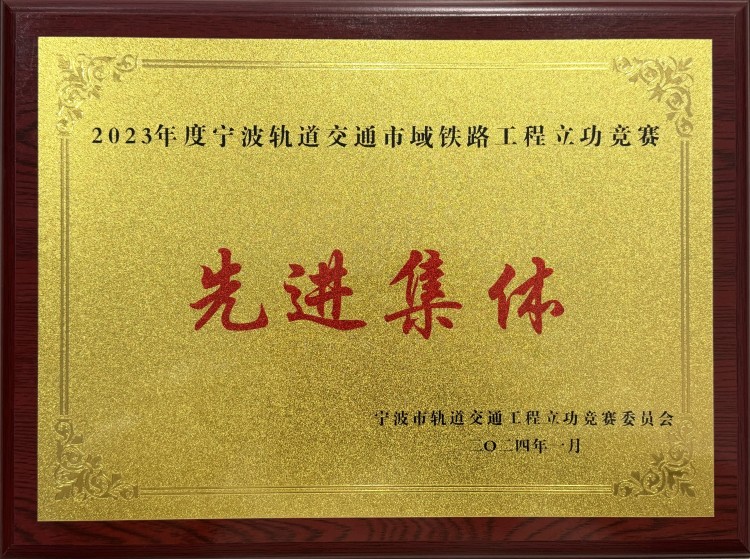 2023年度宁波轨道交通市域铁路工程立功竞赛
先进集体
宁波市轨道交通工程立功竞赛委员会
二〇二四年一月